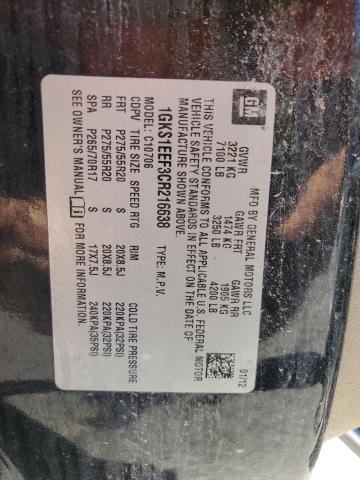 GM
MFD BY GENERAL MOTORS LLC 01/12
GVWR GAWR FRT GAWR RR
3221 KG 1474 KG 1905 KG
7100 LB 3250 LB 4200 LB
THIS VEHICLE CONFORMS TO ALL APPLICABLE U.S. FEDERAL MOTOR
VEHICLE SAFETY STANDARDS IN EFFECT ON THE DATE OF
MANUFACTURE SHOWN ABOVE.
1GKS1EEF3CR216638 TYPE: M.P.V.
MODEL: C10706
CDPV TIRE SIZE SPEED RTG RIM COLD TIRE PRESSURE
FRT P275/55R20 S 20X8.5J 220KPA(32PSI)
RR P275/55R20 S 20X8.5J 220KPA(32PSI)
SPA P265/70R17 S 17X7.5J 240KPA(35PSI)
SEE OWNER'S MANUAL FOR MORE INFORMATION.